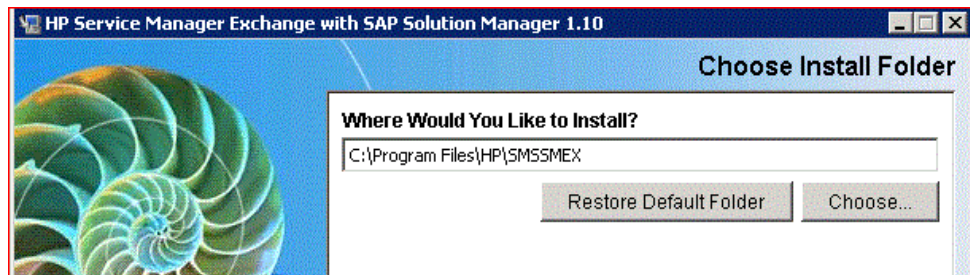 HP Service Manager Exchange with SAP Solution Manager 1.10
Choose Install Folder
Where Would You Like to Install?
C:\Program Files\HP\SMSSMEX
Restore Default Folder
Choose...